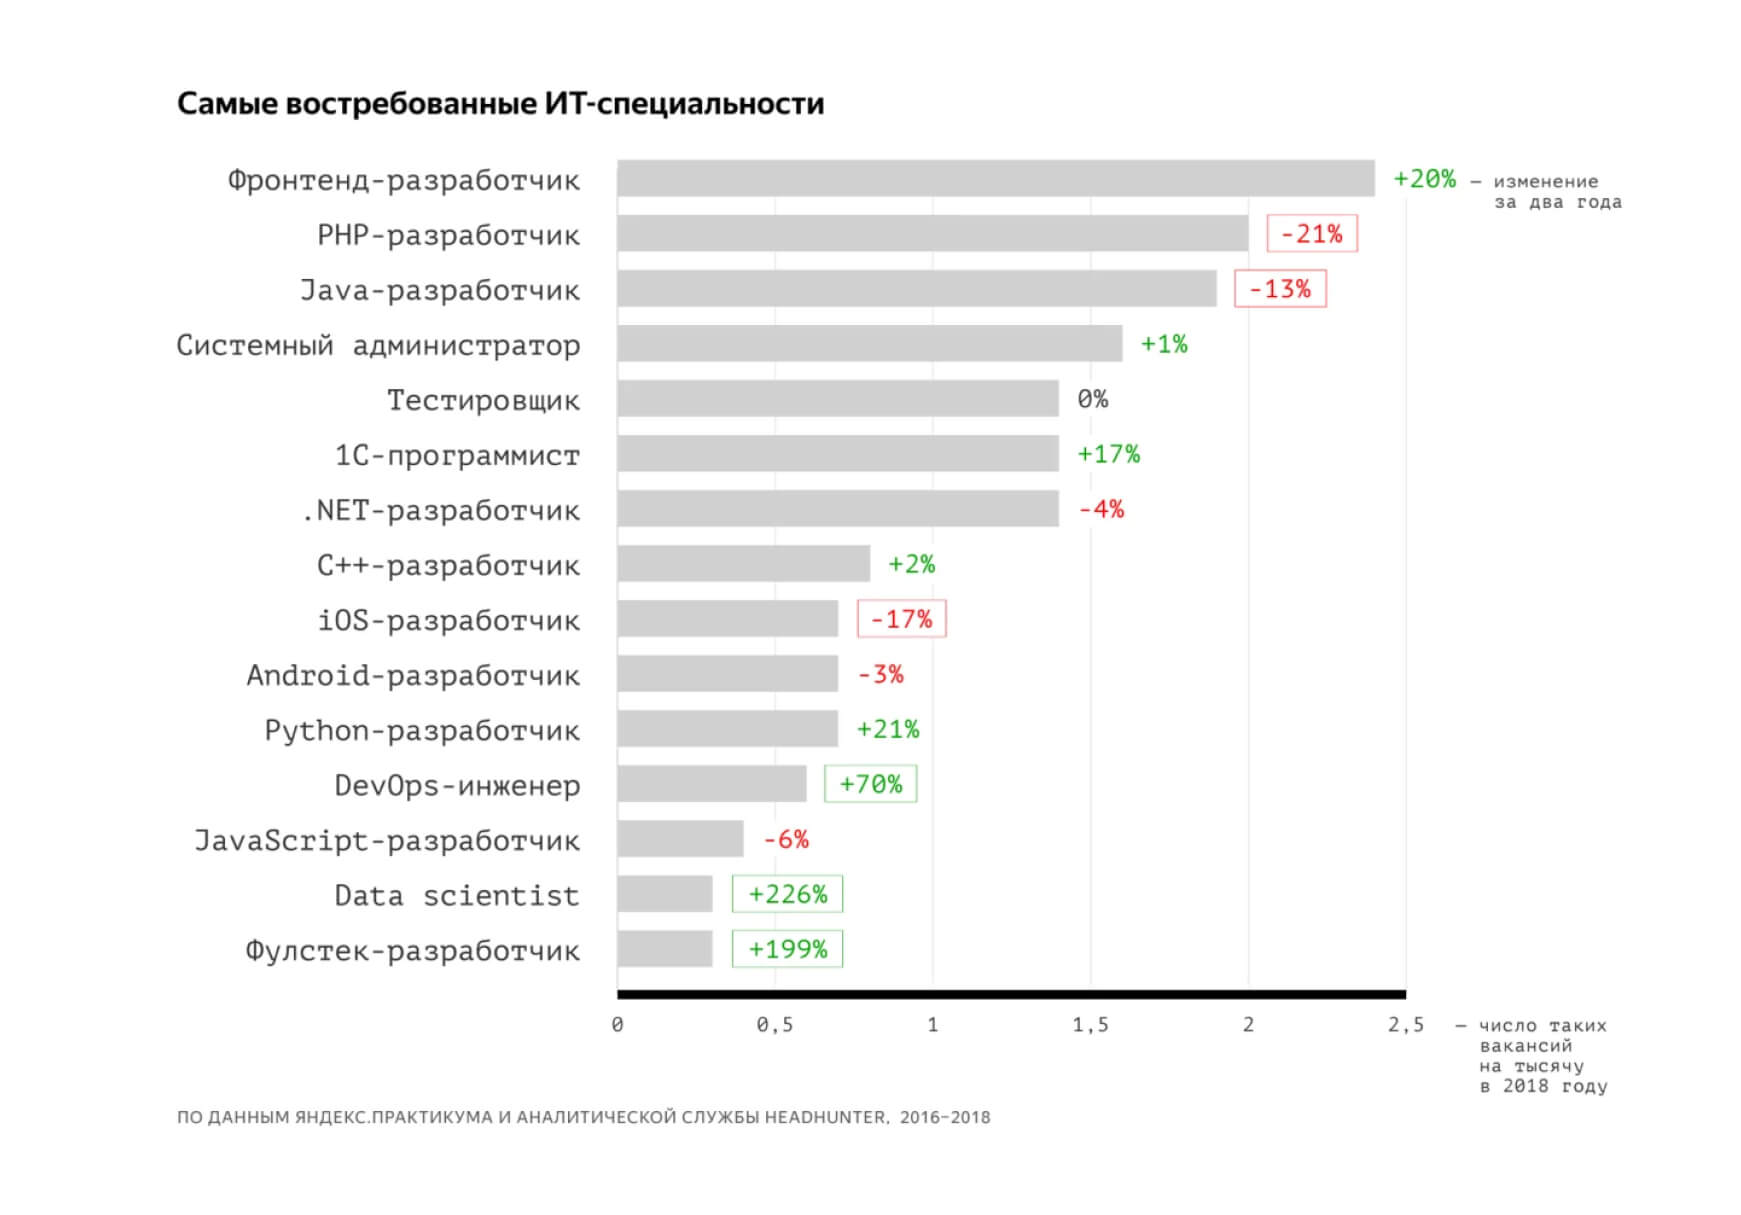 Самые востребованные ИТ-специальности
Фронтенд-разработчик +20% — изменение
за два года
PHP-разработчик -21%
Java-разработчик -13%
Системный администратор +1%
Тестировщик 0%
1С-программист +17%
.NET-разработчик -4%
C++-разработчик +2%
iOS-разработчик -17%
Android-разработчик -3%
Python-разработчик +21%
DevOps-инженер +70%
JavaScript-разработчик -6%
Data scientist +226%
Фулстек-разработчик +199%
0 0,5 1 1,5 2 2,5 — число таких
вакансий
на тысячу
в 2018 году
ПО ДАННЫМ ЯНДЕКС.ПРАКТИКУМА И АНАЛИТИЧЕСКОЙ СЛУЖБЫ HEADHUNTER, 2016–2018